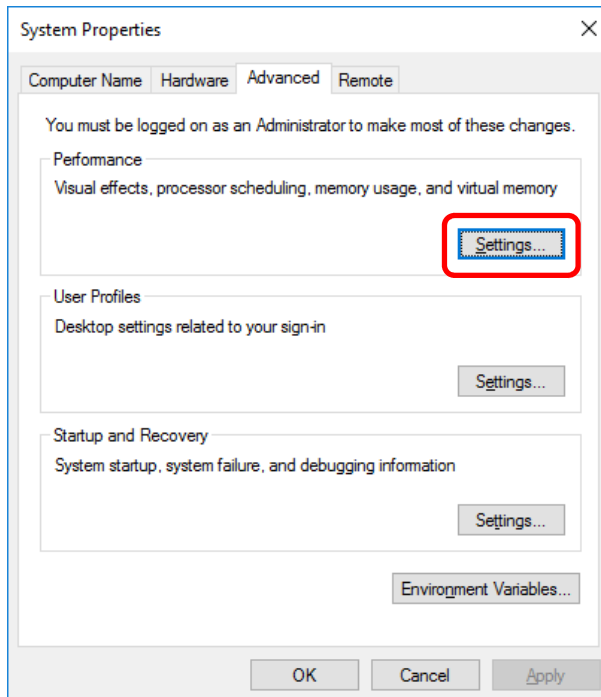 System Properties
Computer Name Hardware Advanced Remote
You must be logged on as an Administrator to make most of these changes.
Performance
Visual effects, processor scheduling, memory usage, and virtual memory
Settings...
User Profiles
Desktop settings related to your sign-in
Settings...
Startup and Recovery
System startup, system failure, and debugging information
Settings...
Environment Variables...
OK Cancel Apply